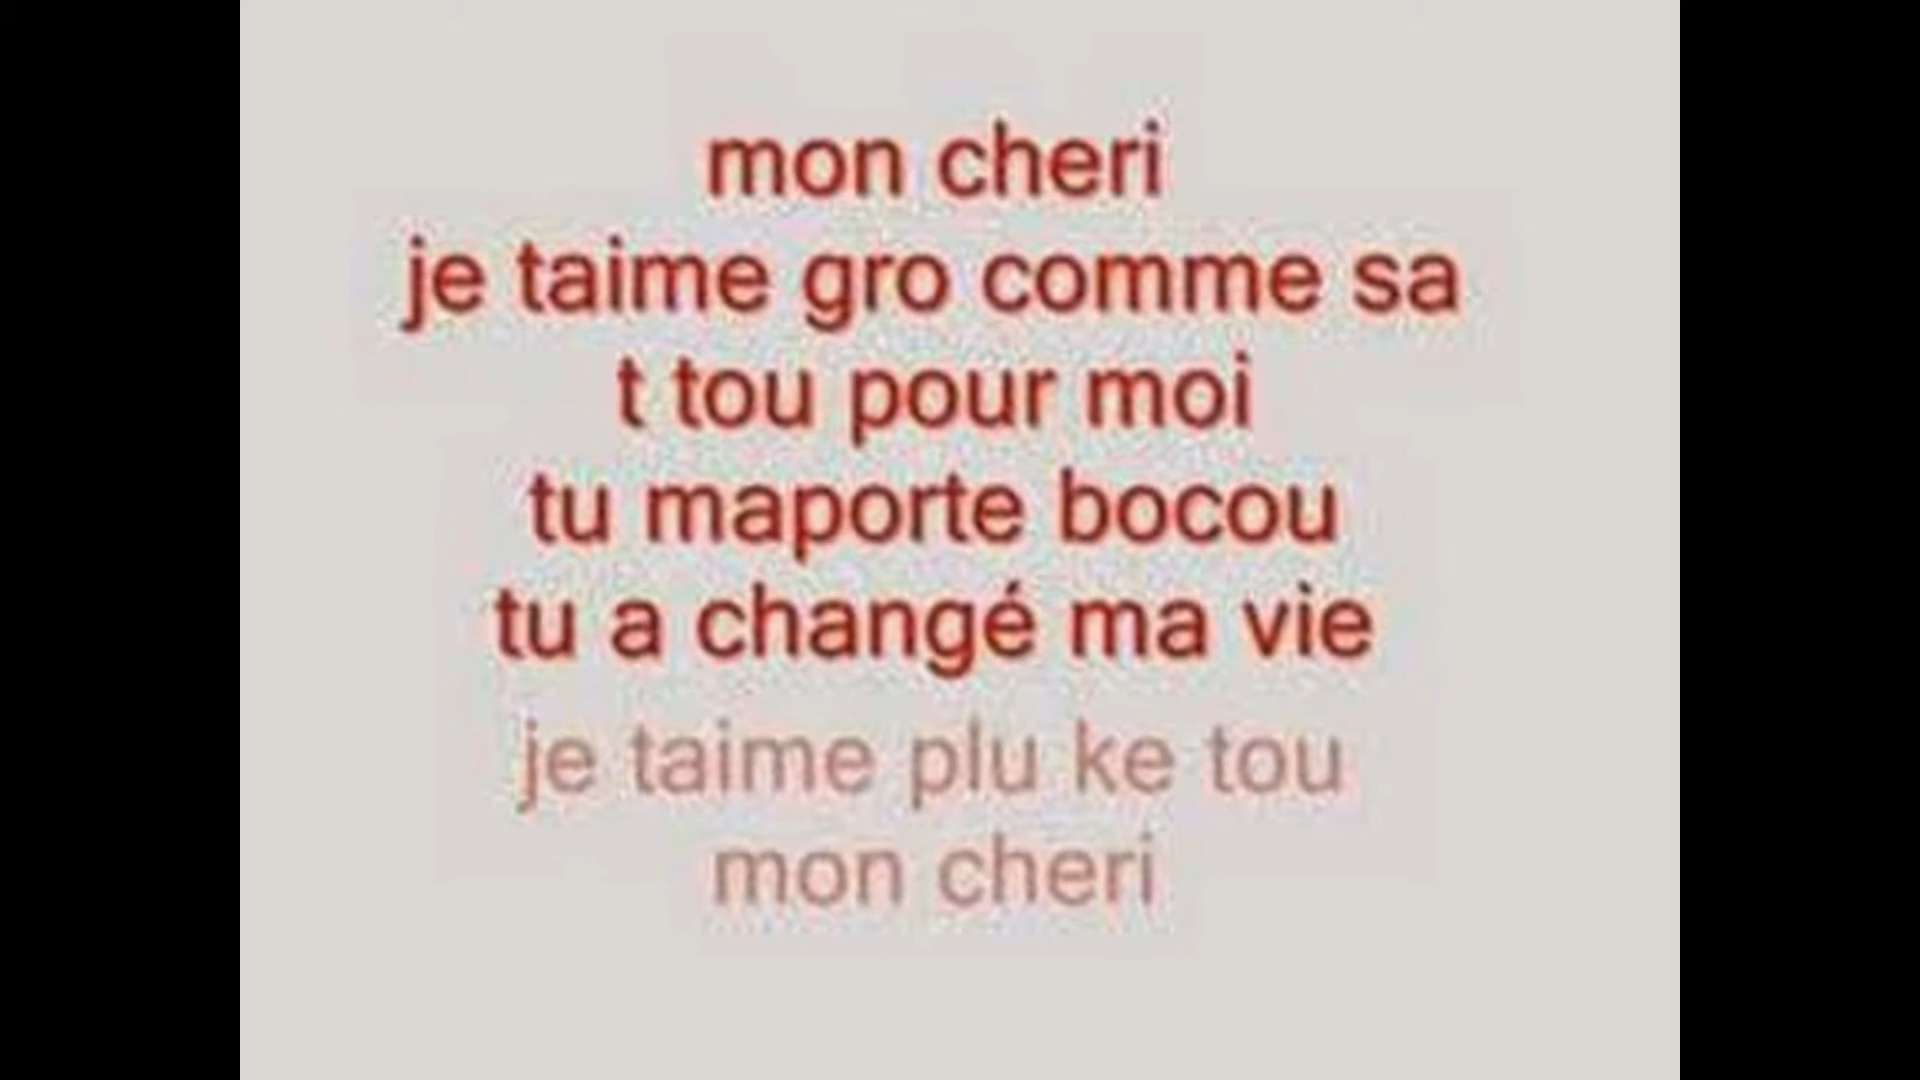 mon cheri
je taime gro comme sa
t tou pour moi
tu maporte bocou
tu a changé ma vie
je taime plu ke tou
mon cheri